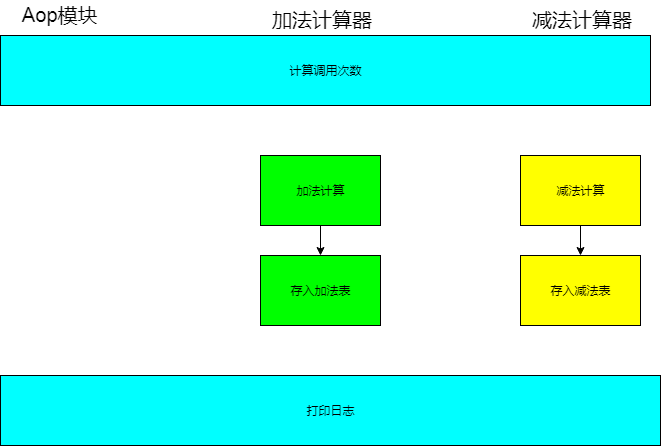 Aop模块
加法计算器
减法计算器
计算调用次数
加法计算
减法计算
存入加法表
存入减法表
打印日志